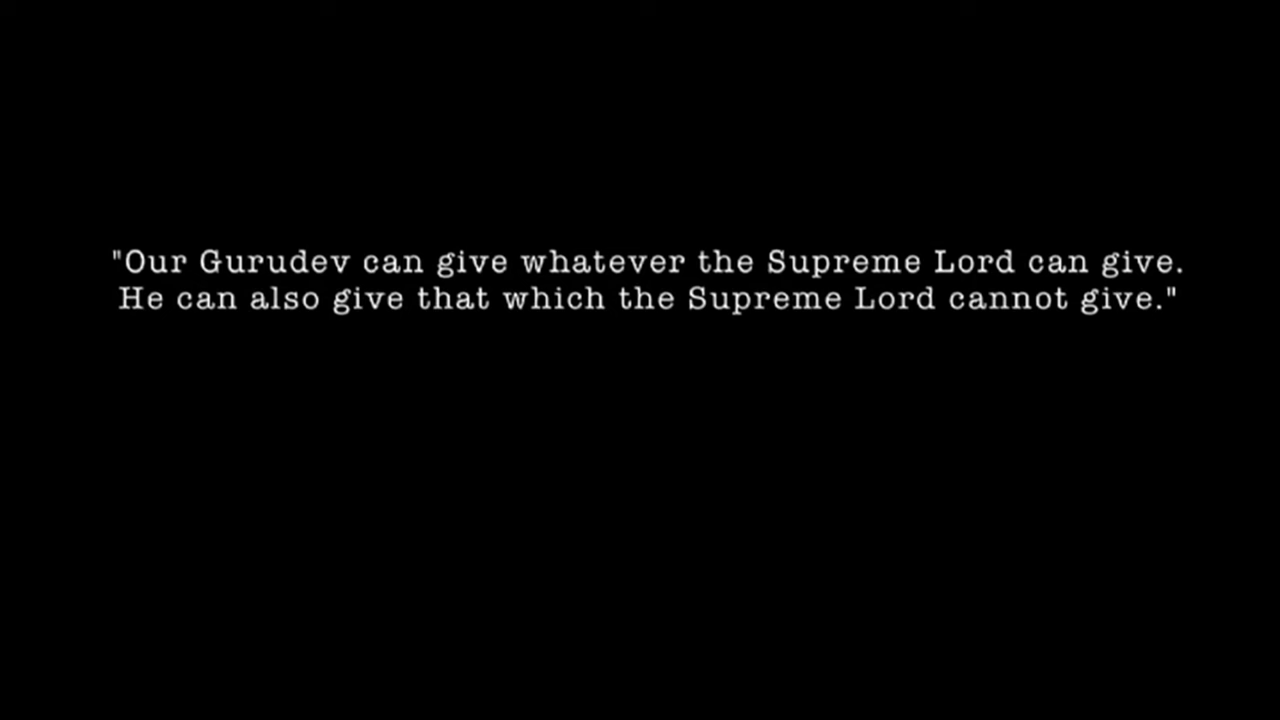 "Our Gurudev can give whatever the Supreme Lord can give.
He can also give that which the Supreme Lord cannot give."